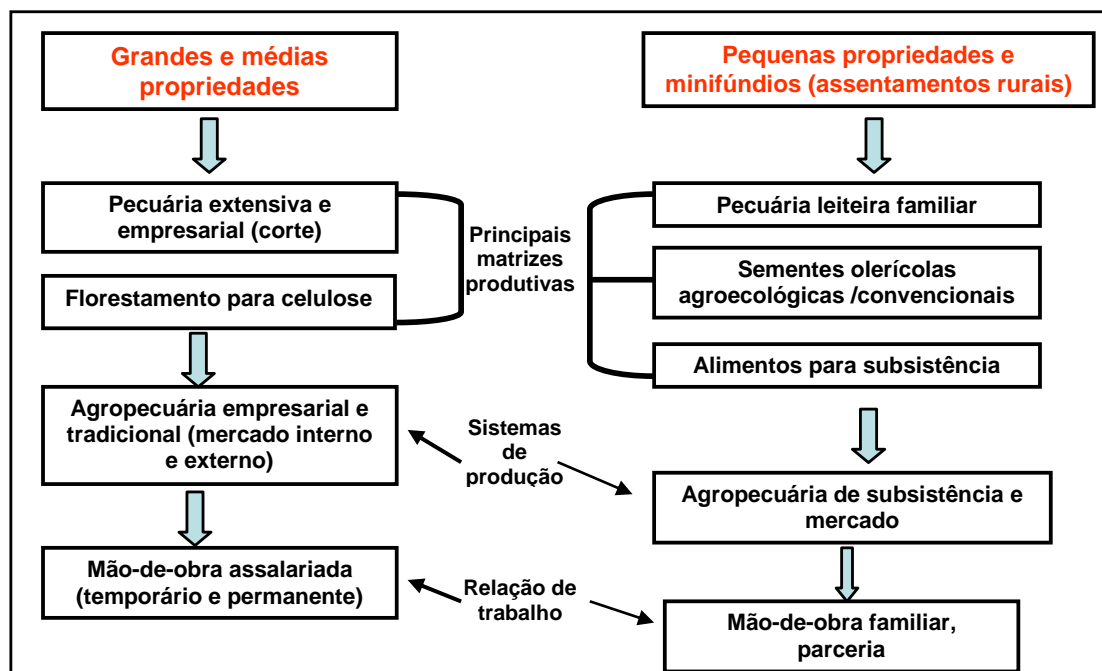 Grandes e médias
propriedades
Pecuária extensiva e
empresarial (corte)
Florestamento para celulose
Agropecuária empresarial e
tradicional (mercado interno
e externo)
Mão-de-obra assalariada
(temporário e permanente)
Principais
matrizes
produtivas
Sistemas
de
produção
Relação de
trabalho
Pequenas propriedades e
minifúndios (assentamentos rurais)
Pecuária leiteira familiar
Sementes olerícolas
agroecológicas /convencionais
Alimentos para subsistência
Agropecuária de subsistência e
mercado
Mão-de-obra familiar,
parceria